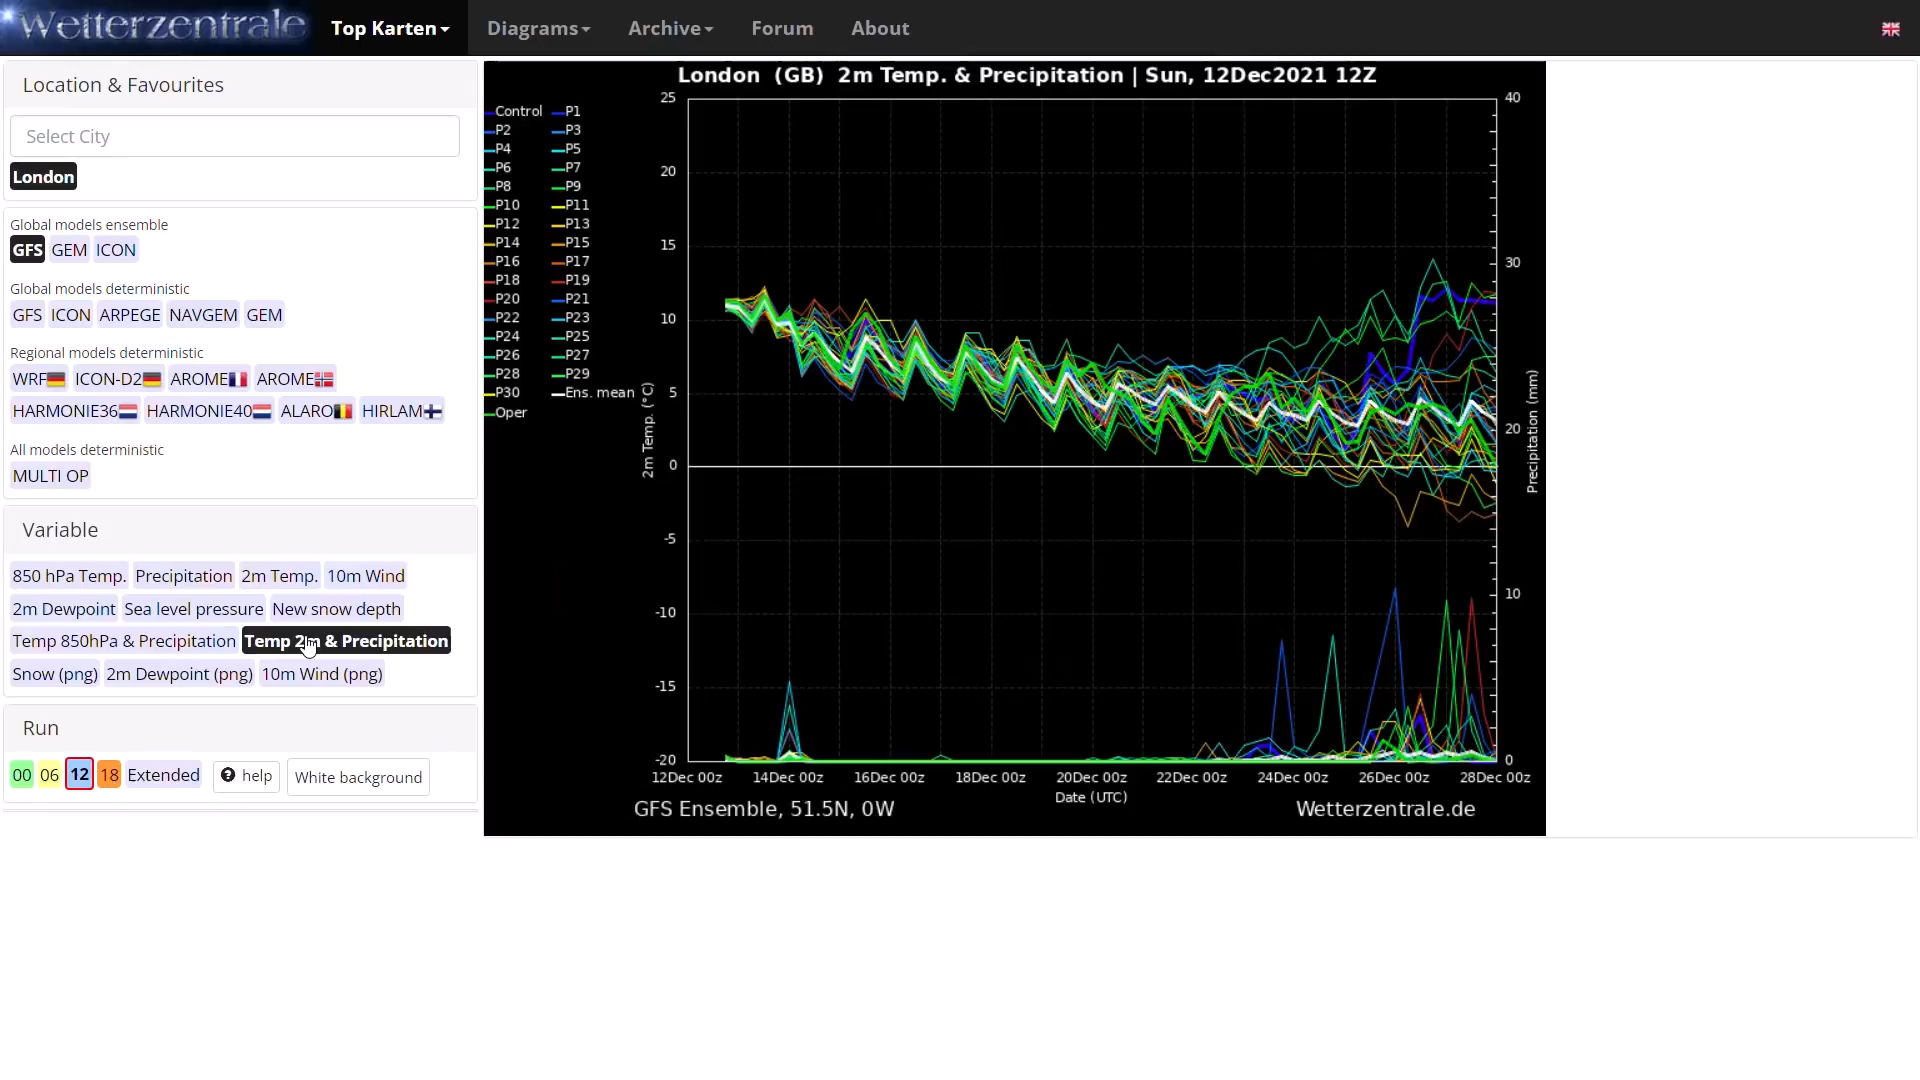 Wetterzentrale Top Karten Diagrams Archive Forum About
Location & Favourites
Select City
London
Global models ensemble
GFS GEM ICON
Global models deterministic
GFS ICON ARPEGE NAVGEM GEM
Regional models deterministic
WRF ICON-D2 AROME AROME
HARMONIE36 HARMONIE40 ALARO HIRLAM
All models deterministic
MULTI OP
Variable
850 hPa Temp. Precipitation 2m Temp. 10m Wind
2m Dewpoint Sea level pressure New snow depth
Temp 850hPa & Precipitation Temp 2m & Precipitation
Snow (png) 2m Dewpoint (png) 10m Wind (png)
Run
00 06 12 18 Extended help White background
London (GB) 2m Temp. & Precipitation | Sun, 12Dec2021 12Z
Control P1
P2 P3
P4 P5
P6 P7
P8 P9
P10 P11
P12 P13
P14 P15
P16 P17
P18 P19
P20 P21
P22 P23
P24 P25
P26 P27
P28 P29
P30 Ens. mean
Oper
2m Temp. (°C)
25
20
15
10
5
0
-5
-10
-15
-20
40
30
20
10
0
Precipitation (mm)
12Dec 00z 14Dec 00z 16Dec 00z 18Dec 00z 20Dec 00z 22Dec 00z 24Dec 00z 26Dec 00z 28Dec 00z
Date (UTC)
GFS Ensemble, 51.5N, 0W Wetterzentrale.de